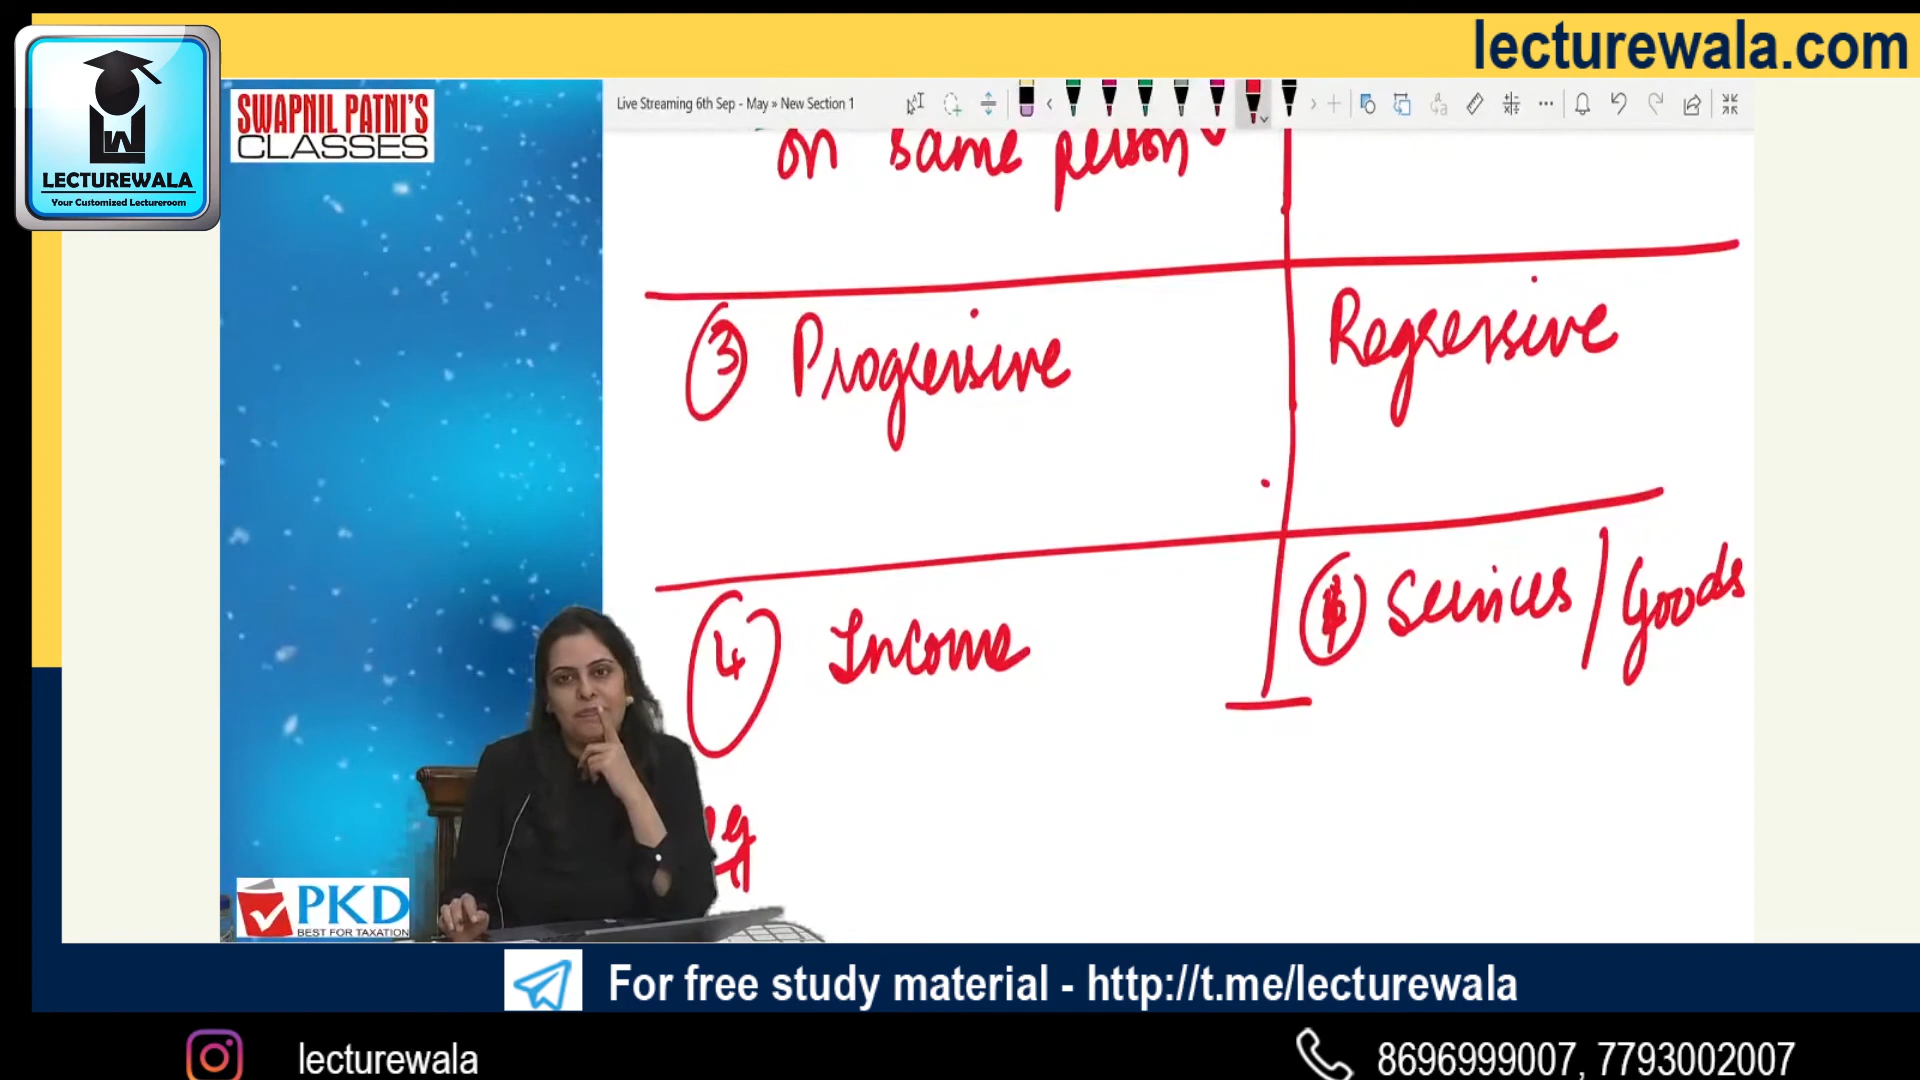 lecturewala.com
LW
LECTUREWALA
Your Customized Lectureroom
SWAPNIL PATNI'S
CLASSES
Live Streaming 6th Sep - May » New Section 1
on same person
3 Progressive
Regressive
4 Income
Services / Goods
eg
PKD
BEST FOR TAXATION
For free study material - http://t.me/lecturewala
lecturewala
8696999007, 7793002007